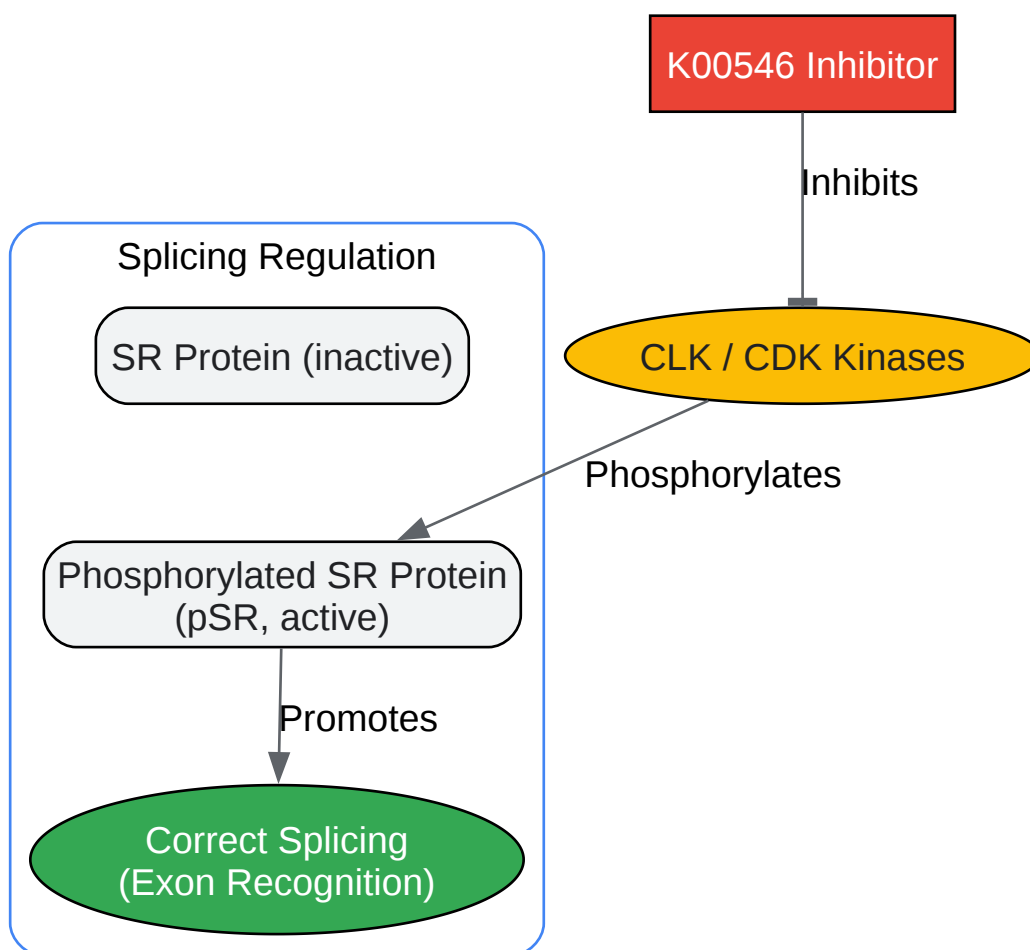 K00546 Inhibitor
Inhibits
Splicing Regulation
SR Protein (inactive)
CLK / CDK Kinases
Phosphorylates
Phosphorylated SR Protein
(pSR, active)
Promotes
Correct Splicing
(Exon Recognition)